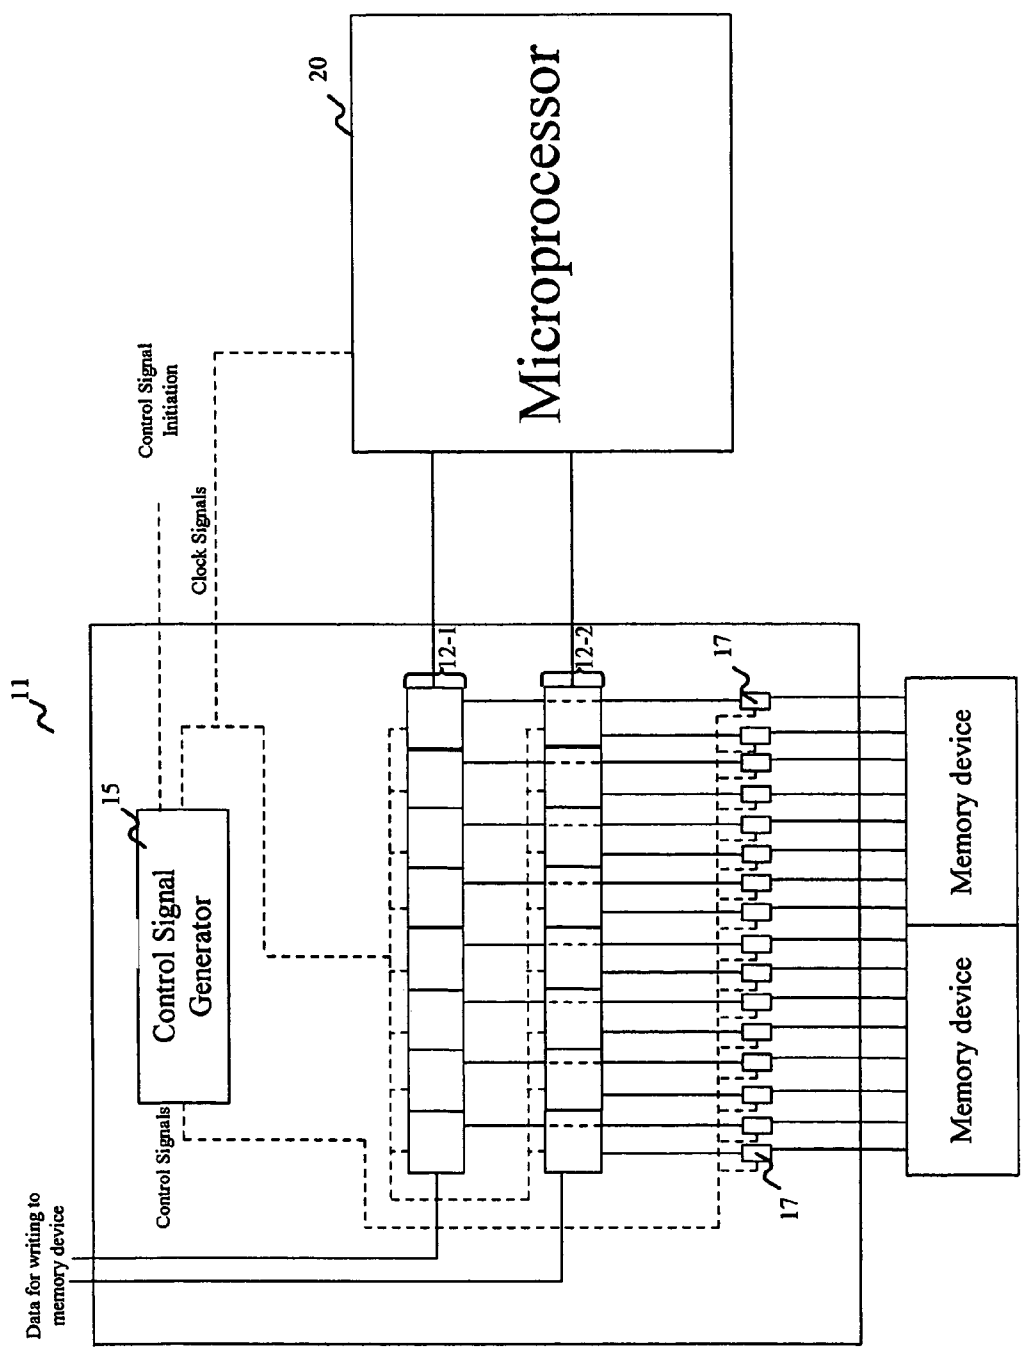 11
20
Microprocessor
Control Signal
Initiation
Clock Signals
15
Control Signal
Generator
Control Signals
Data for writing to
memory device
12-1
12-2
17
17
Memory device
Memory device